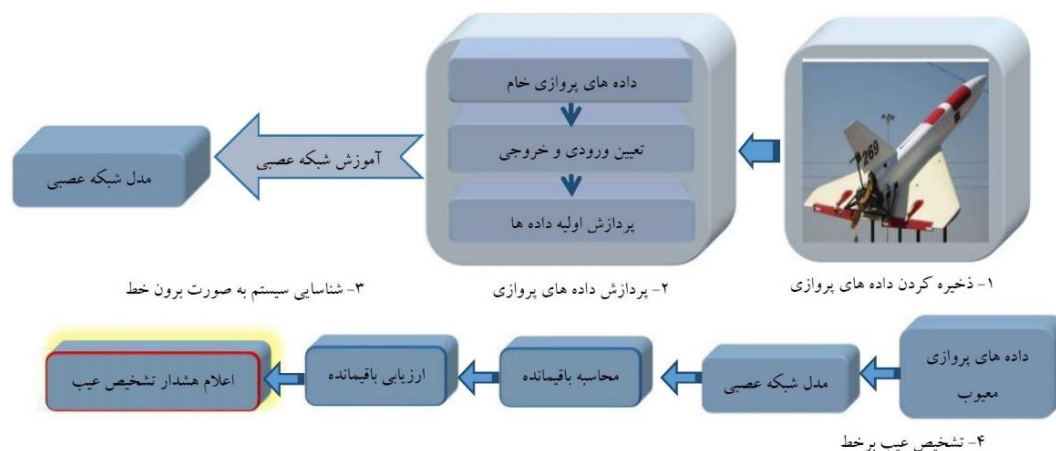 داده های پروازی خام
تعیین ورودی و خروجی
پردازش اولیه داده ها
269
آموزش شبکه عصبی
مدل شبکه عصبی
۱- ذخیره کردن داده های پروازی
۲- پردازش داده های پروازی
۳- شناسایی سیستم به صورت برون خط
داده های پروازی
معیوب
مدل شبکه عصبی
محاسبه باقیمانده
ارزیابی باقیمانده
اعلام هشدار تشخیص عیب
۴- تشخیص عیب برخط